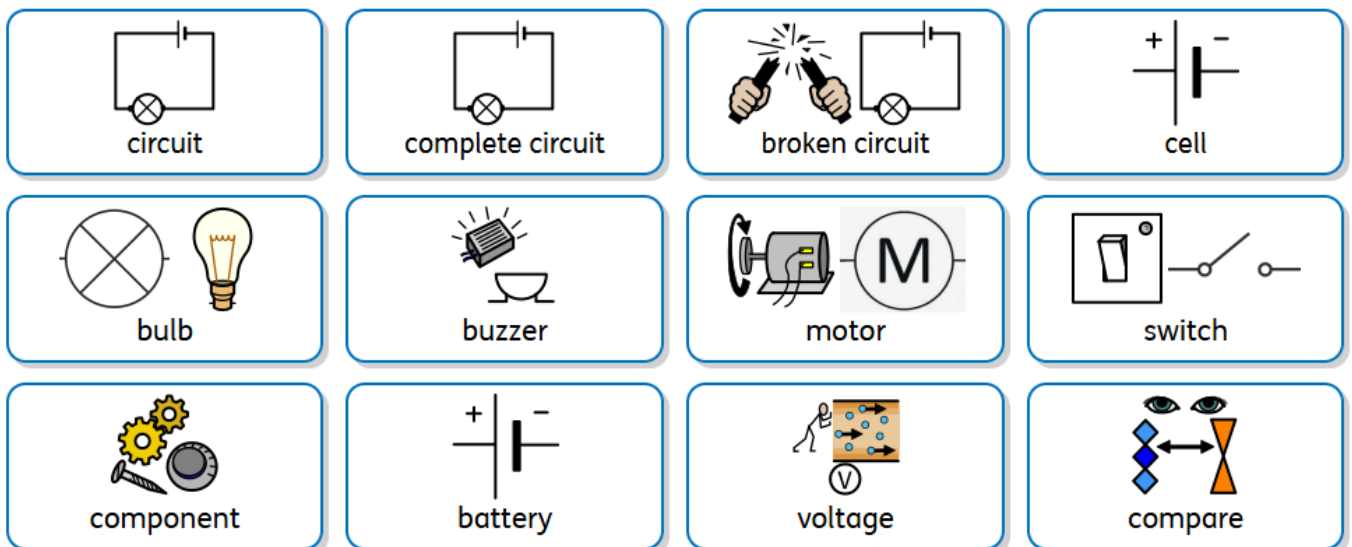 circuit
complete circuit
broken circuit
+ −
cell
bulb
buzzer
M
motor
switch
component
+ −
battery
V
voltage
compare